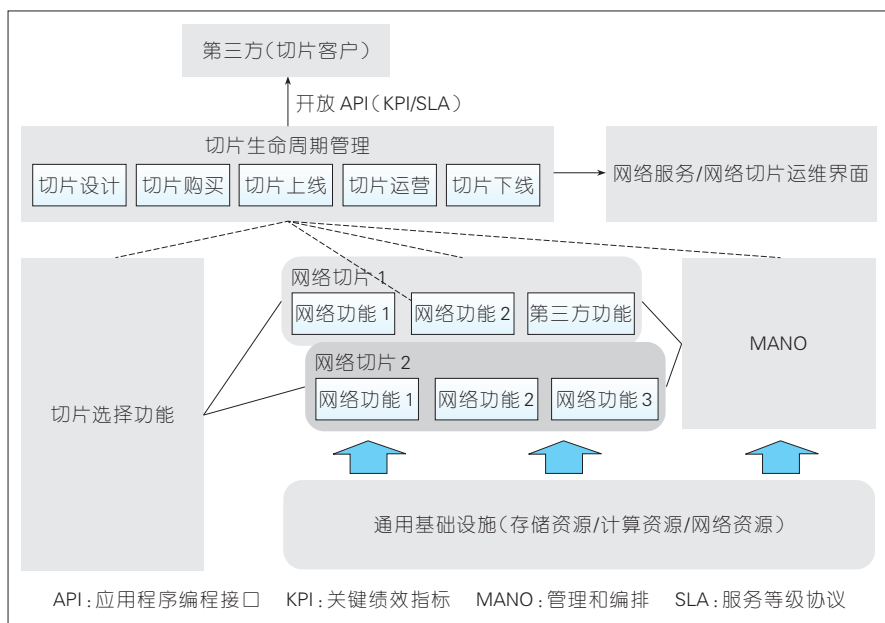 第三方(切片客户)
开放 API(KPI/SLA)
切片生命周期管理
切片设计
切片购买
切片上线
切片运营
切片下线
网络服务/网络切片运维界面
切片选择功能
网络切片 1
网络功能 1
网络功能 2
第三方功能
网络切片 2
网络功能 1
网络功能 2
网络功能 3
MANO
通用基础设施(存储资源/计算资源/网络资源)
API:应用程序编程接口 KPI:关键绩效指标 MANO:管理和编排 SLA:服务等级协议